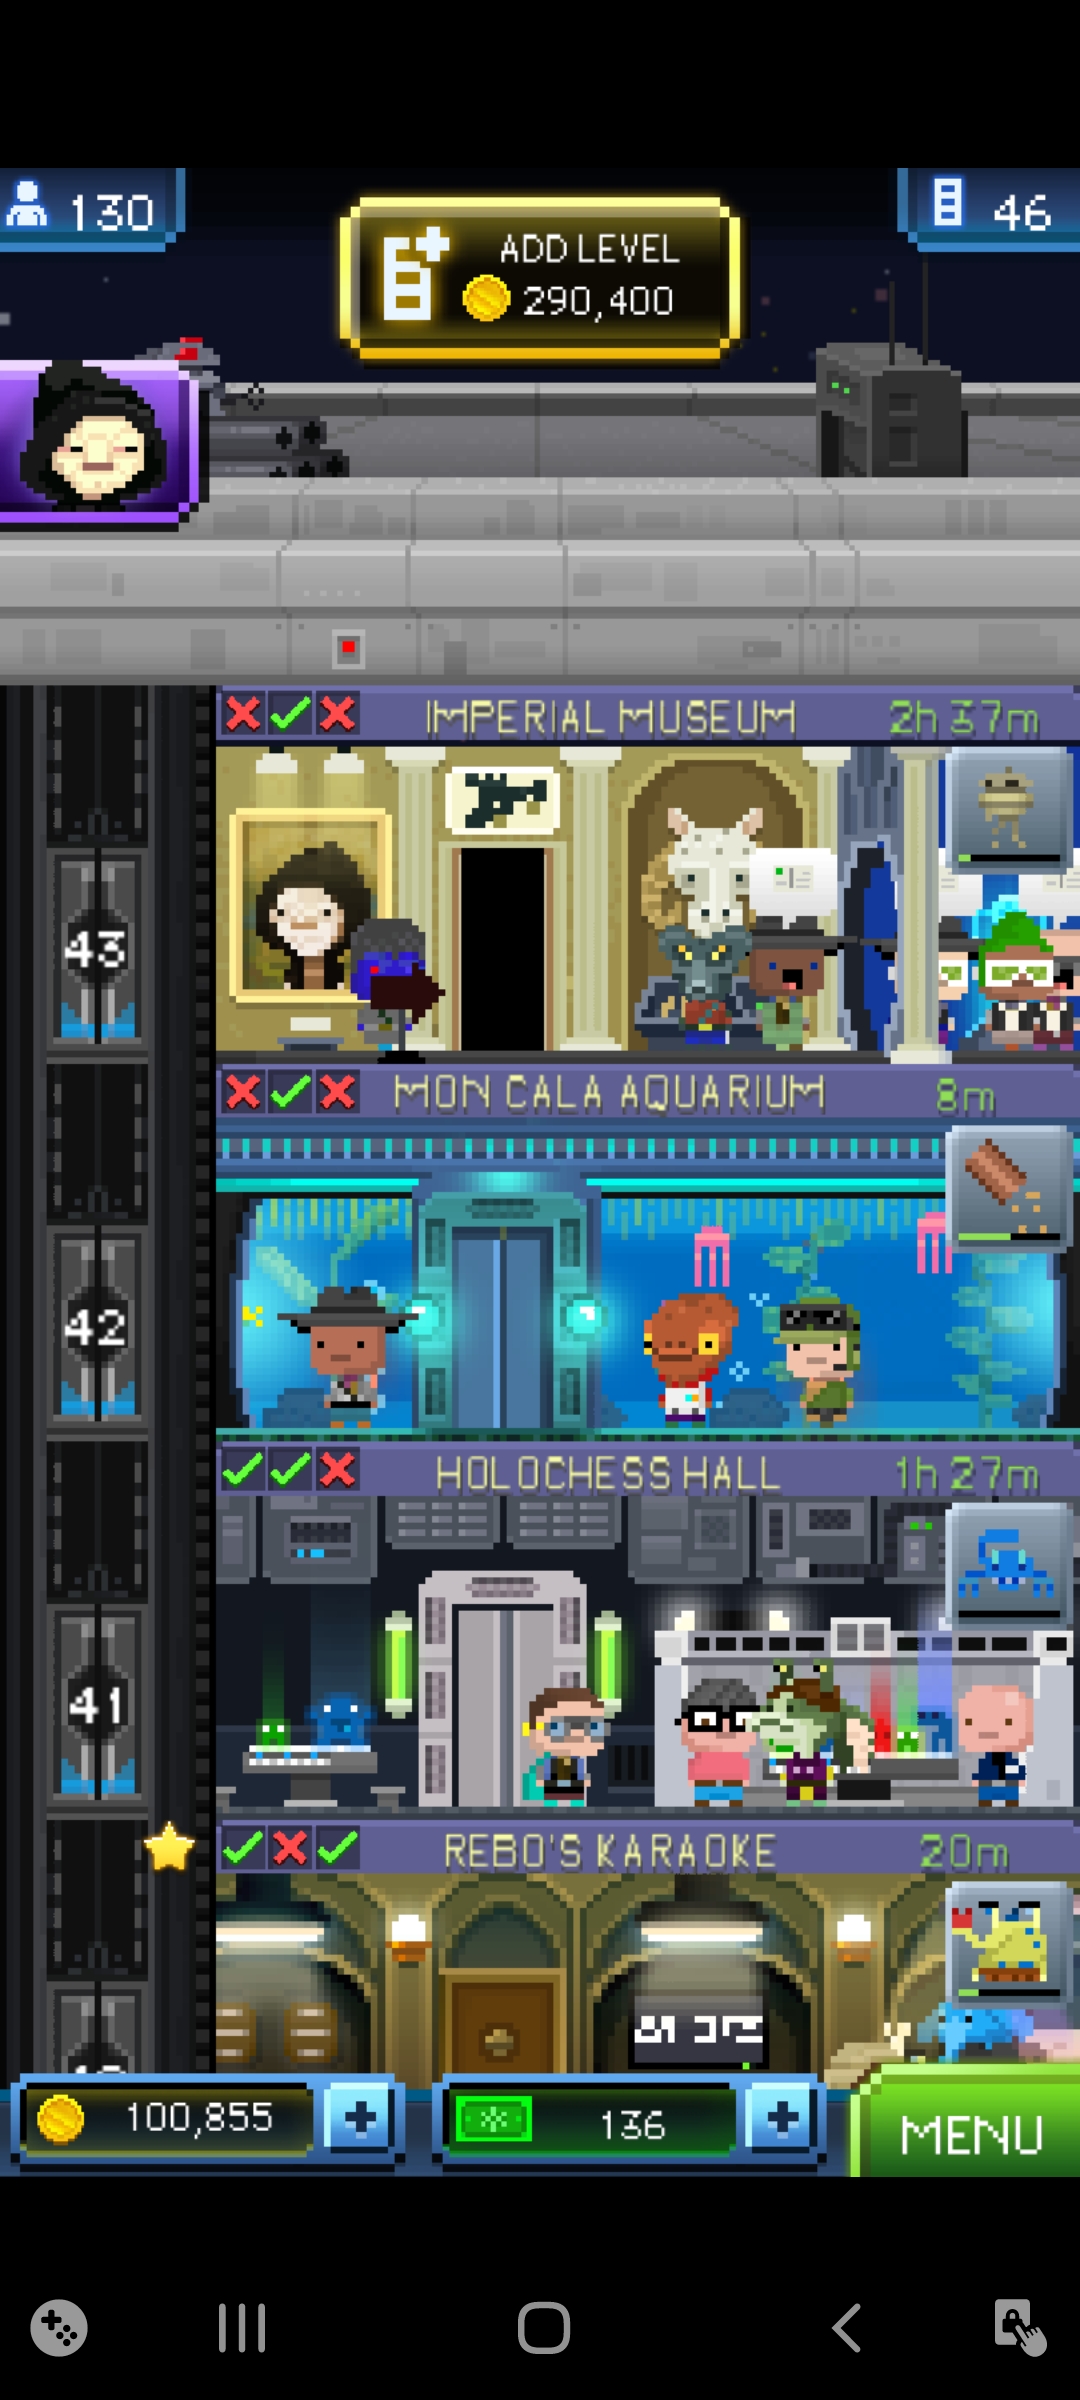 130
ADD LEVEL
290,400
46
IMPERIAL MUSEUM 2h 37m
43
MON CALA AQUARIUM 8m
42
HOLOCHESS HALL 1h 27m
41
REBO'S KARAOKE 20m
100,855
136
MENU